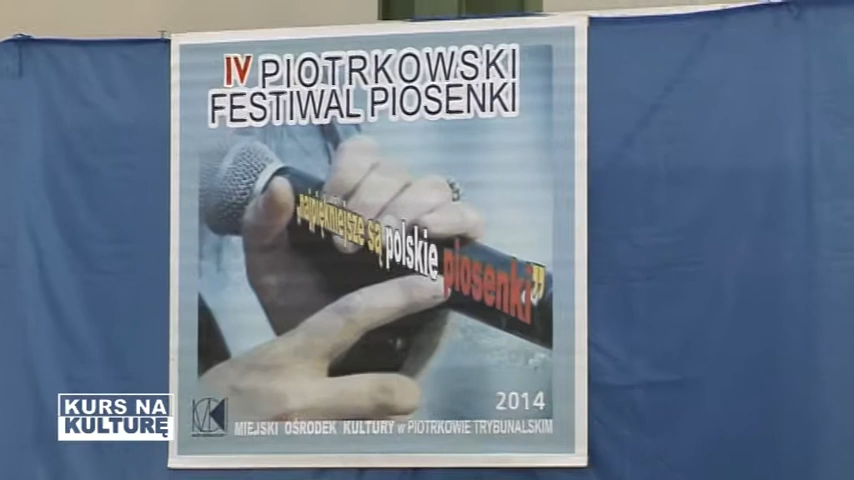 IV PIOTRKOWSKI
FESTIWAL PIOSENKI
„najpiękniejsze są polskie piosenki”
2014
MIEJSKI OŚRODEK KULTURY w PIOTRKOWIE TRYBUNALSKIM
KURS NA
KULTURĘ